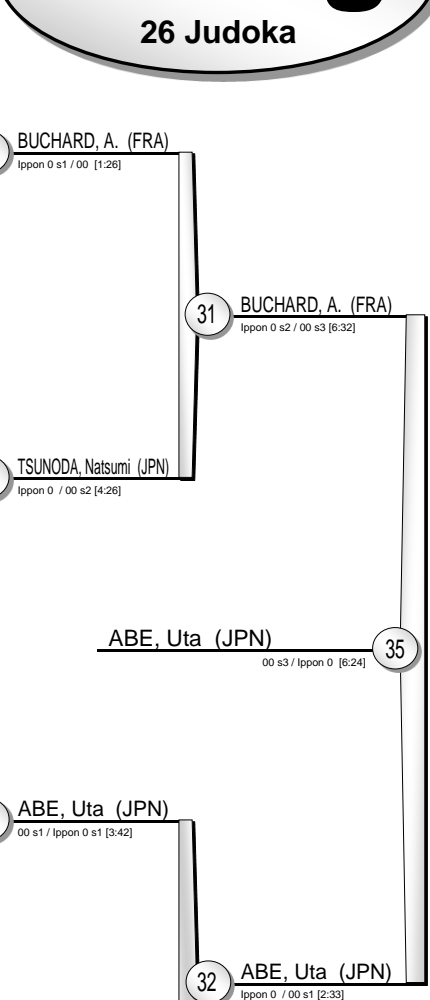 26 Judoka
BUCHARD, A. (FRA)
Ippon 0 s1 / 00 [1:26]
31
BUCHARD, A. (FRA)
Ippon 0 s2 / 00 s3 [6:32]
TSUNODA, Natsumi (JPN)
Ippon 0 / 00 s2 [4:26]
ABE, Uta (JPN)
35
00 s3 / Ippon 0 [6:24]
ABE, Uta (JPN)
00 s1 / Ippon 0 s1 [3:42]
32
ABE, Uta (JPN)
Ippon 0 / 00 s1 [2:33]